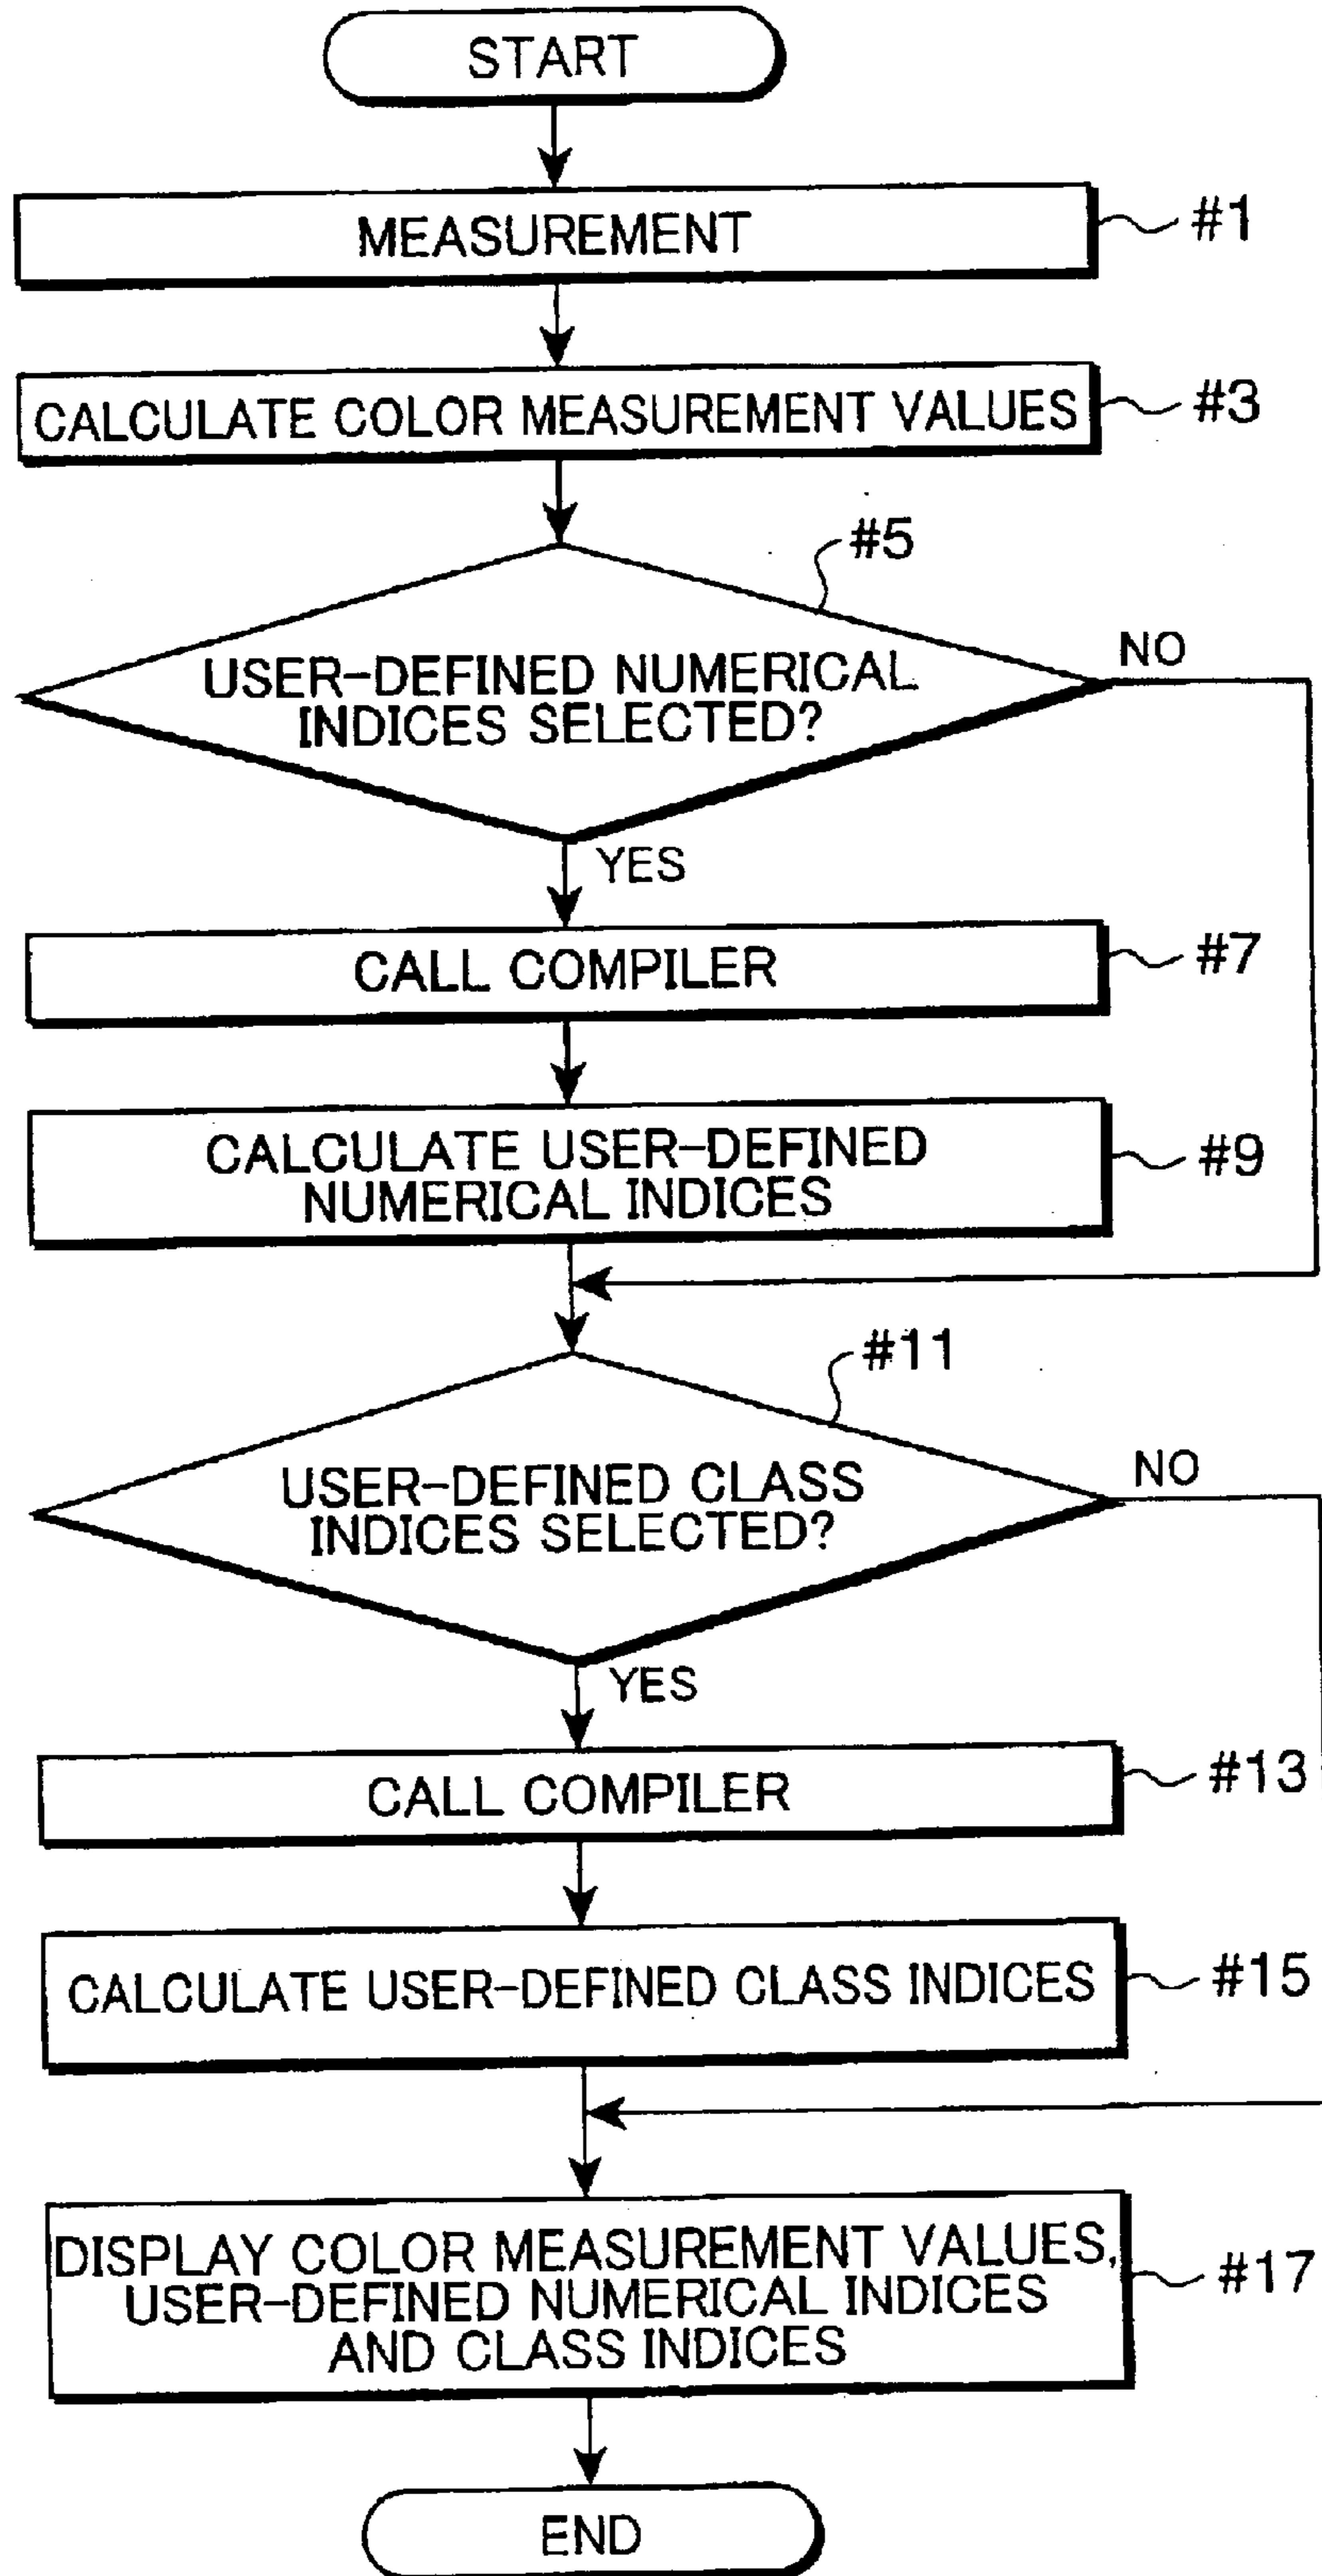 START
MEASUREMENT
#1
CALCULATE COLOR MEASUREMENT VALUES
#3
#5
USER-DEFINED NUMERICAL
INDICES SELECTED?
NO
YES
CALL COMPILER
#7
CALCULATE USER-DEFINED
NUMERICAL INDICES
#9
#11
USER-DEFINED CLASS
INDICES SELECTED?
NO
YES
CALL COMPILER
#13
CALCULATE USER-DEFINED CLASS INDICES
#15
DISPLAY COLOR MEASUREMENT VALUES,
USER-DEFINED NUMERICAL INDICES
AND CLASS INDICES
#17
END